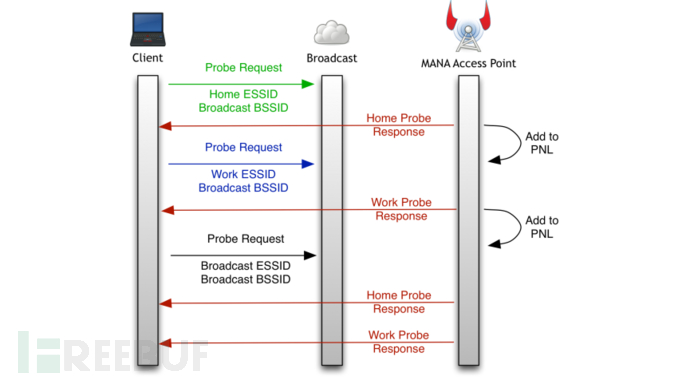 Client
Broadcast
MANA Access Point
Probe Request
Home ESSID
Broadcast BSSID
Home Probe
Response
Add to
PNL
Probe Request
Work ESSID
Broadcast BSSID
Work Probe
Response
Add to
PNL
Probe Request
Broadcast ESSID
Broadcast BSSID
Home Probe
Response
Work Probe
Response
FREEBUF